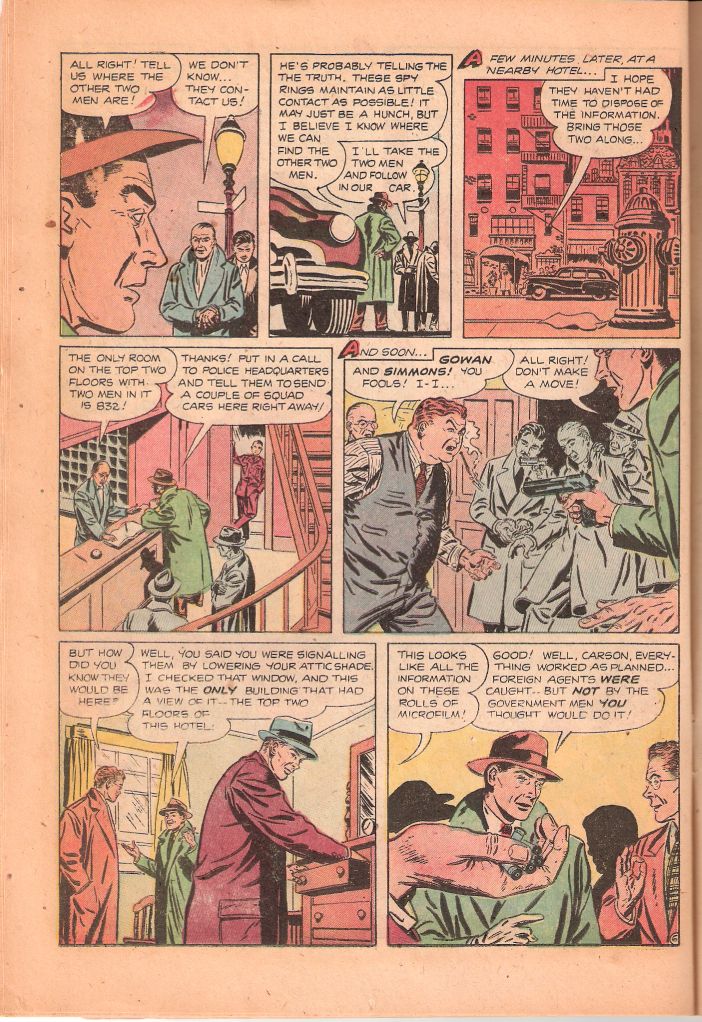 ALL RIGHT! TELL
US WHERE THE
OTHER TWO
MEN ARE!
WE DON'T
KNOW...
THEY CON-
TACT US!
HE'S PROBABLY TELLING THE
THE TRUTH. THESE SPY
RINGS MAINTAIN AS LITTLE
CONTACT AS POSSIBLE! IT
MAY JUST BE A HUNCH, BUT
I BELIEVE I KNOW WHERE
WE CAN
FIND THE
OTHER TWO
MEN.
I'LL TAKE THE
TWO MEN
AND FOLLOW
IN OUR CAR.
A FEW MINUTES LATER, AT A
NEARBY HOTEL...
I HOPE
THEY HAVEN'T HAD
TIME TO DISPOSE OF
THE INFORMATION.
BRING THOSE
TWO ALONG...
THE ONLY ROOM
ON THE TOP TWO
FLOORS WITH
TWO MEN IN IT
IS 832!
THANKS! PUT IN A CALL
TO POLICE HEADQUARTERS
AND TELL THEM TO SEND
A COUPLE OF SQUAD
CARS HERE RIGHT AWAY!
AND SOON...
GOWAN
AND SIMMONS! YOU
FOOLS! I-I...
ALL RIGHT!
DON'T MAKE
A MOVE!
BUT HOW
DID YOU
KNOW THEY
WOULD BE
HERE?
WELL, YOU SAID YOU WERE SIGNALLING
THEM BY LOWERING YOUR ATTIC SHADE.
I CHECKED THAT WINDOW, AND THIS
WAS THE ONLY BUILDING THAT HAD
A VIEW OF IT--THE TOP TWO
FLOORS OF
THIS HOTEL!
THIS LOOKS
LIKE ALL THE
INFORMATION
ON THESE
ROLLS OF
MICROFILM!
GOOD! WELL, CARSON, EVERY-
THING WORKED AS PLANNED...
FOREIGN AGENTS WERE
CAUGHT--BUT NOT BY THE
GOVERNMENT MEN YOU
THOUGHT WOULD DO IT!
6